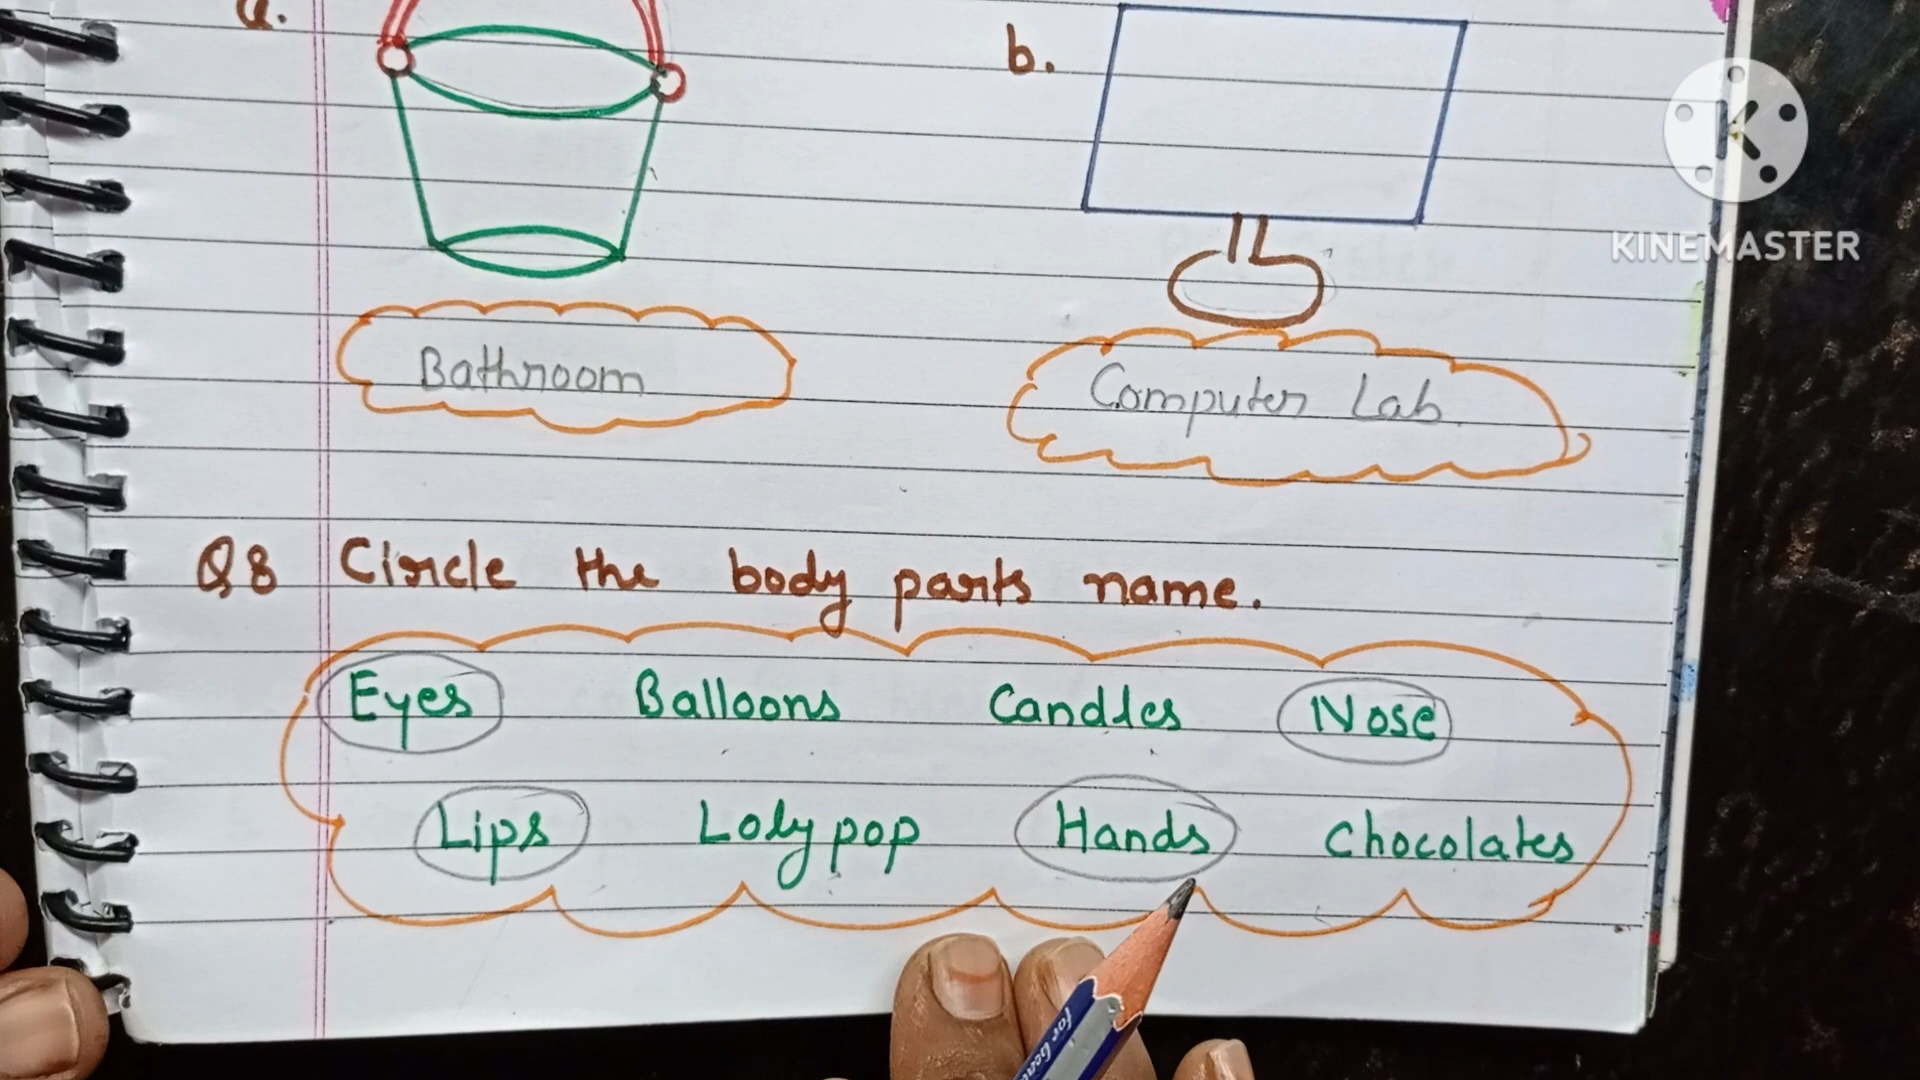 a.
b.
KINEMASTER
Bathroom
Computer Lab.
Q8 Circle the body parts name.
Eyes Balloons Candles Nose
Lips Lolypop Hands Chocolates